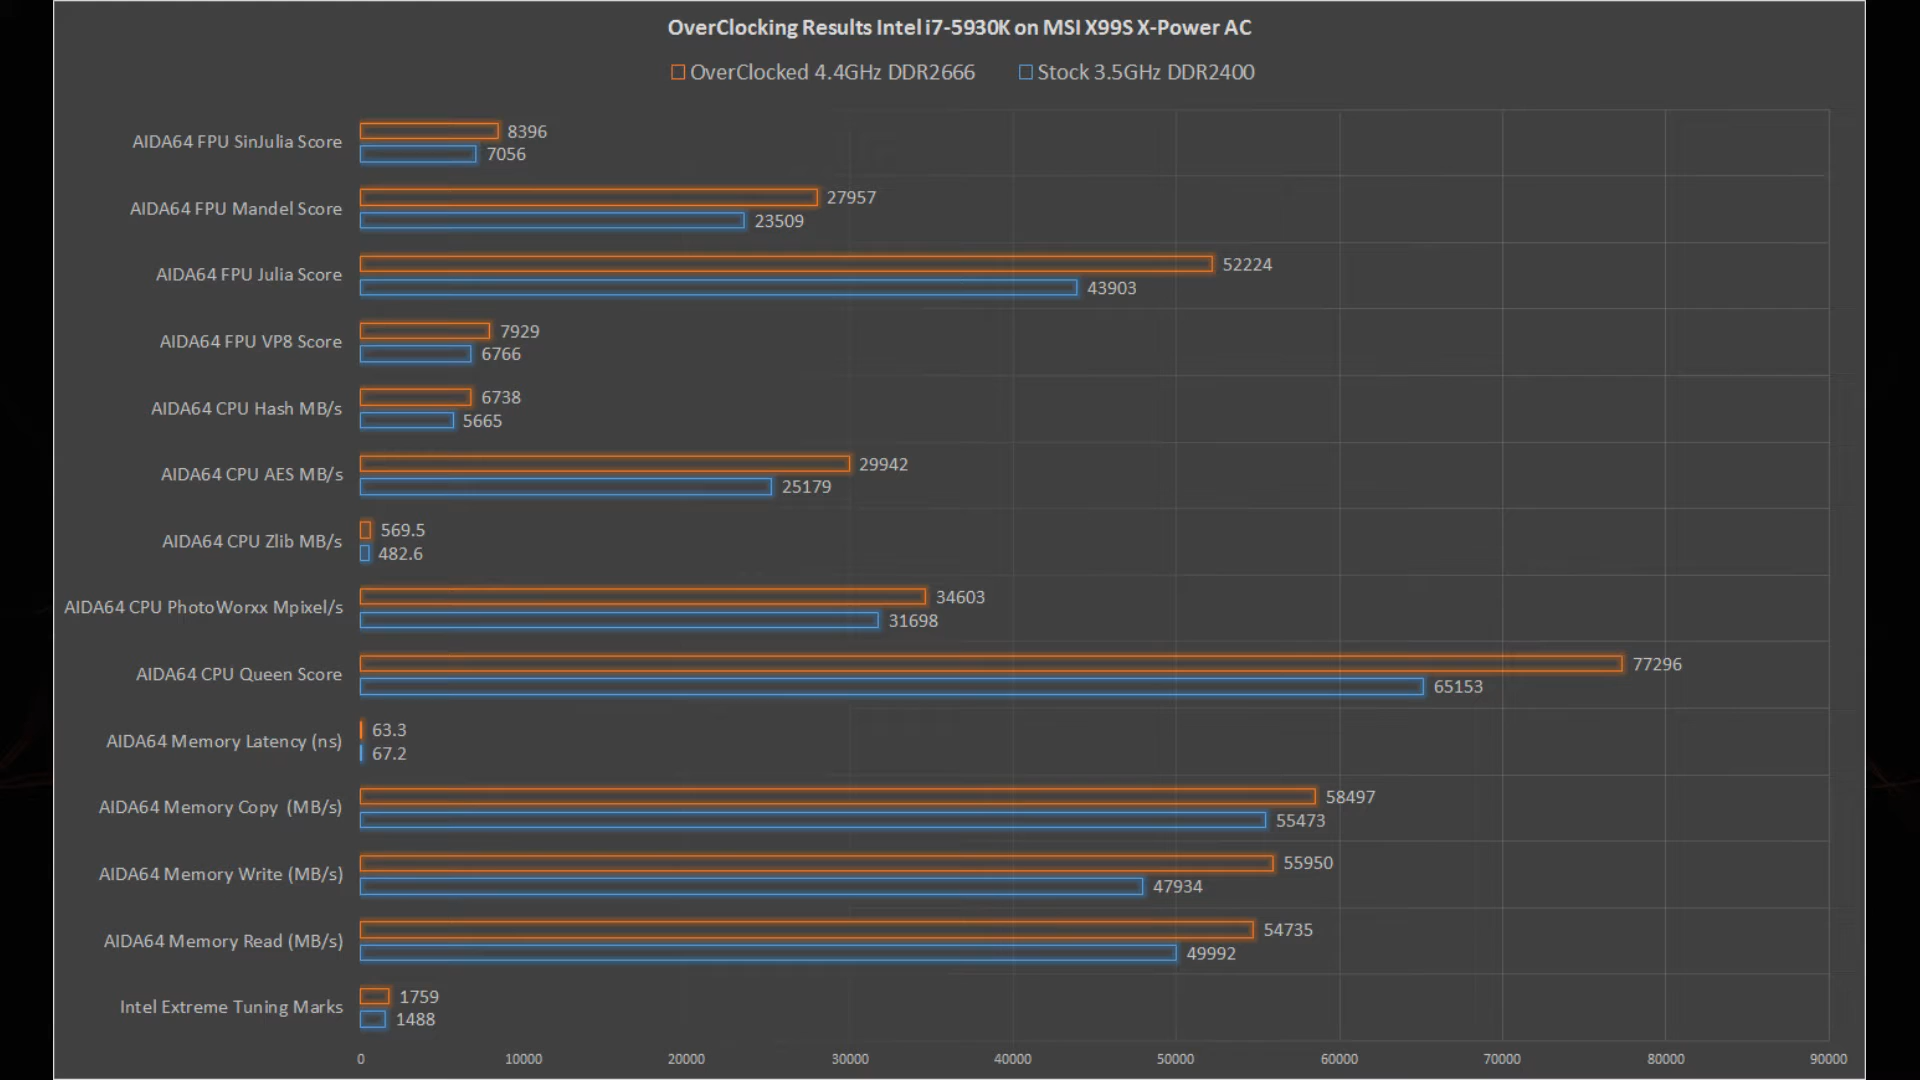 OverClocking Results Intel i7-5930K on MSI X99S X-Power AC
OverClocked 4.4GHz DDR2666 Stock 3.5GHz DDR2400
AIDA64 FPU SinJulia Score 8396
7056
AIDA64 FPU Mandel Score 27957
23509
AIDA64 FPU Julia Score 52224
43903
AIDA64 FPU VP8 Score 7929
6766
AIDA64 CPU Hash MB/s 6738
5665
AIDA64 CPU AES MB/s 29942
25179
AIDA64 CPU Zlib MB/s 569.5
482.6
AIDA64 CPU PhotoWorxx Mpixel/s 34603
31698
AIDA64 CPU Queen Score 77296
65153
AIDA64 Memory Latency (ns) 63.3
67.2
AIDA64 Memory Copy (MB/s) 58497
55473
AIDA64 Memory Write (MB/s) 55950
47934
AIDA64 Memory Read (MB/s) 54735
49992
Intel Extreme Tuning Marks 1759
1488
0 10000 20000 30000 40000 50000 60000 70000 80000 90000